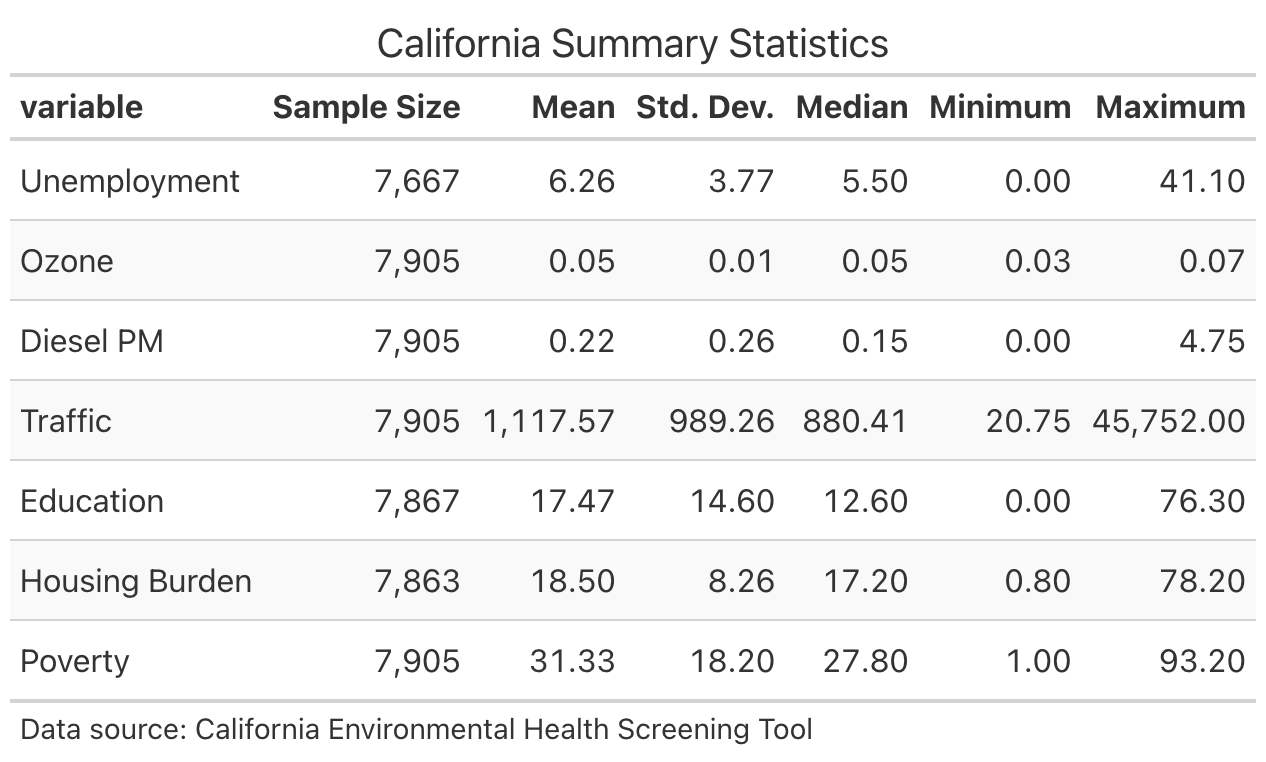 California Summary Statistics
variable Sample Size Mean Std. Dev. Median Minimum Maximum
Unemployment 7,667 6.26 3.77 5.50 0.00 41.10
Ozone 7,905 0.05 0.01 0.05 0.03 0.07
Diesel PM 7,905 0.22 0.26 0.15 0.00 4.75
Traffic 7,905 1,117.57 989.26 880.41 20.75 45,752.00
Education 7,867 17.47 14.60 12.60 0.00 76.30
Housing Burden 7,863 18.50 8.26 17.20 0.80 78.20
Poverty 7,905 31.33 18.20 27.80 1.00 93.20
Data source: California Environmental Health Screening Tool